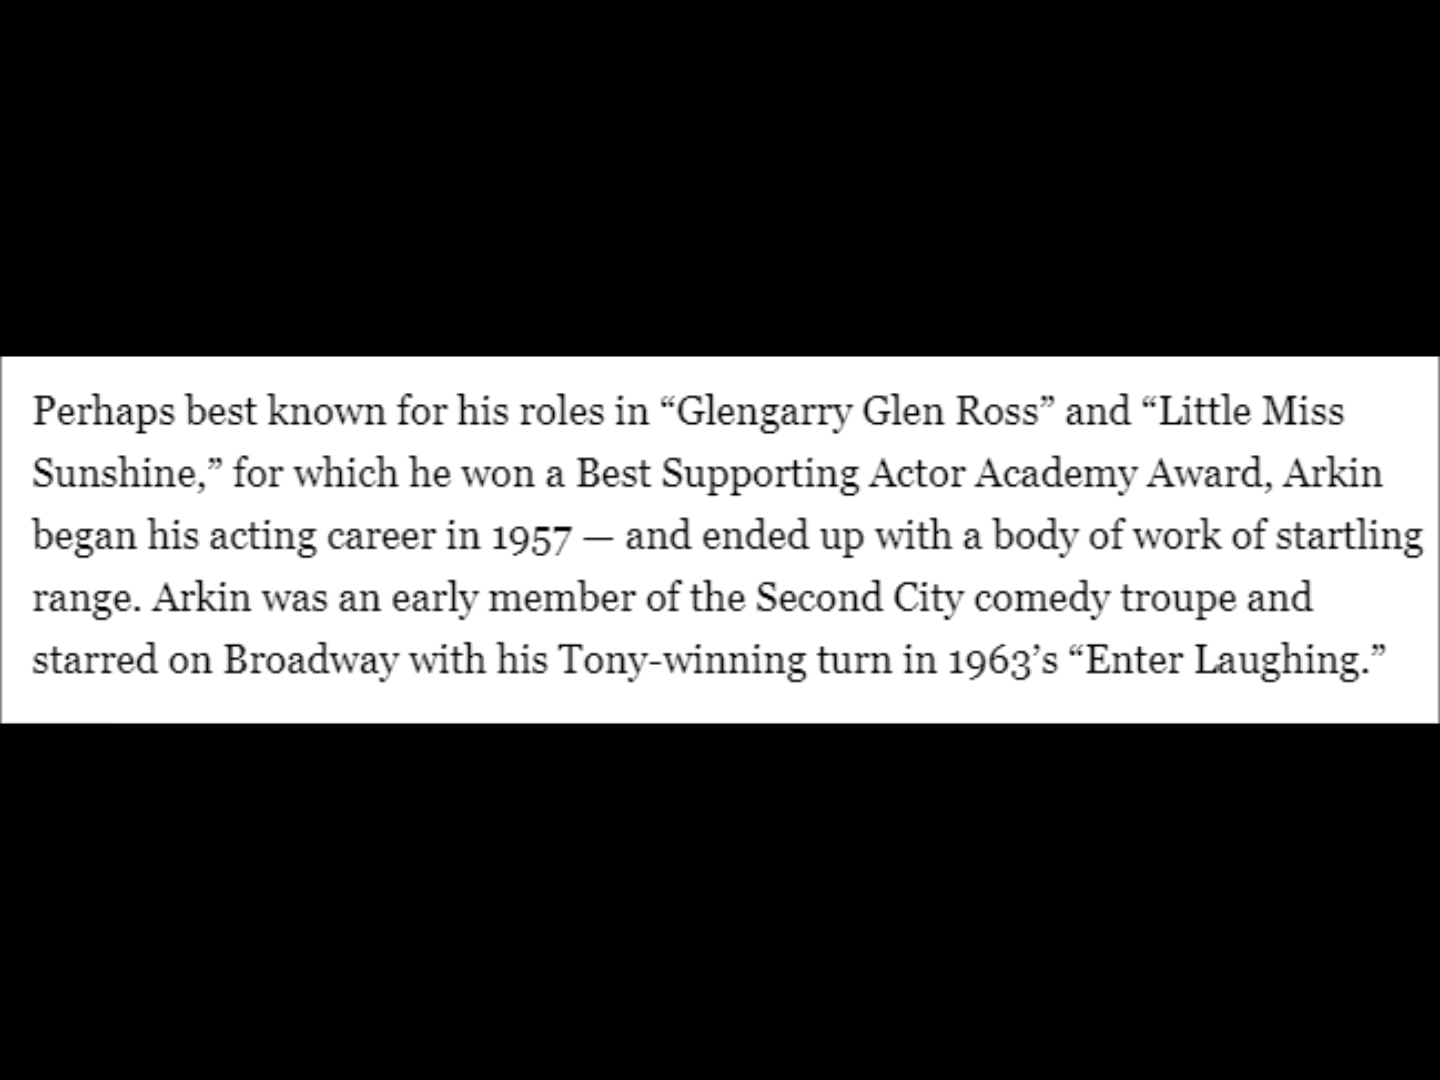 Perhaps best known for his roles in “Glengarry Glen Ross” and “Little Miss
Sunshine,” for which he won a Best Supporting Actor Academy Award, Arkin
began his acting career in 1957 — and ended up with a body of work of startling
range. Arkin was an early member of the Second City comedy troupe and
starred on Broadway with his Tony-winning turn in 1963’s “Enter Laughing.”